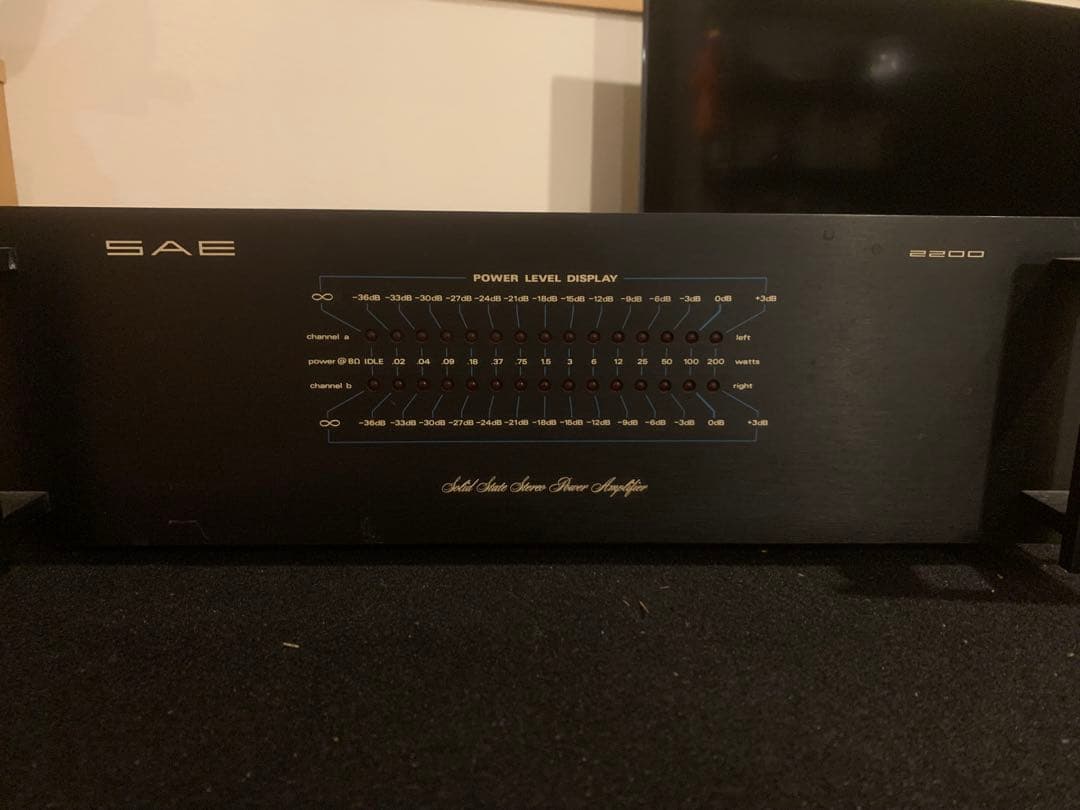 SAE
2200
POWER LEVEL DISPLAY
∞ -36dB -33dB -30dB -27dB -24dB -21dB -18dB -15dB -12dB -9dB -6dB -3dB 0dB +3dB
channel a left
power@8Ω IDLE .02 .04 .09 .18 .37 .75 1.5 3 6 12 25 50 100 200 watts
channel b right
∞ -36dB -33dB -30dB -27dB -24dB -21dB -18dB -15dB -12dB -9dB -6dB -3dB 0dB +3dB
Solid State Stereo Power Amplifier